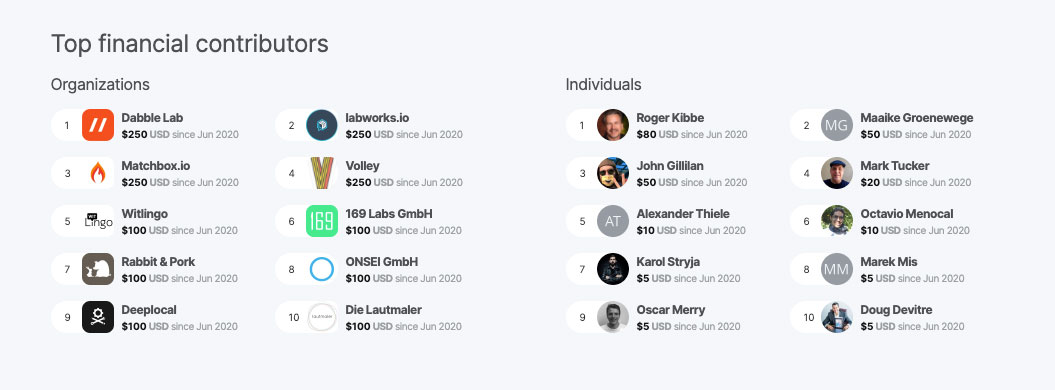 Top financial contributors
Organizations
1
Dabble Lab
$250 USD since Jun 2020
2
labworks.io
$250 USD since Jun 2020
3
Matchbox.io
$250 USD since Jun 2020
4
Volley
$250 USD since Jun 2020
5
Lingo
Witlingo
$100 USD since Jun 2020
6
169
169 Labs GmbH
$100 USD since Jun 2020
7
Rabbit & Pork
$100 USD since Jun 2020
8
ONSEI GmbH
$100 USD since Jun 2020
9
Deeplocal
$100 USD since Jun 2020
10
lautmaler
Die Lautmaler
$100 USD since Jun 2020
Individuals
1
Roger Kibbe
$80 USD since Jun 2020
2
MG
Maaike Groenewege
$50 USD since Jun 2020
3
John Gillilan
$50 USD since Jun 2020
4
Mark Tucker
$20 USD since Jun 2020
5
AT
Alexander Thiele
$10 USD since Jun 2020
6
Octavio Menocal
$10 USD since Jun 2020
7
Karol Stryja
$5 USD since Jun 2020
8
MM
Marek Mis
$5 USD since Jun 2020
9
Oscar Merry
$5 USD since Jun 2020
10
Doug Devitre
$5 USD since Jun 2020